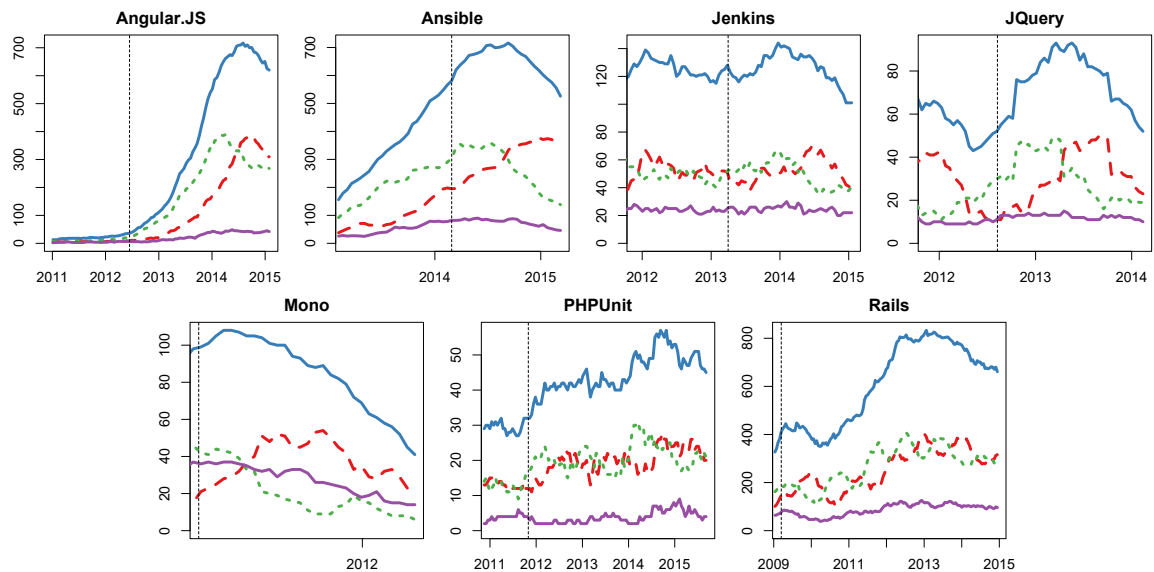 Angular.JS
0 100 300 500 700
2011 2012 2013 2014 2015
Ansible
0 100 300 500 700
2014 2015
Jenkins
0 20 40 60 80 120
2012 2013 2014 2015
JQuery
0 20 40 60 80
2012 2013 2014
Mono
0 20 40 60 80 100
2012
PHPUnit
0 10 20 30 40 50
2011 2012 2013 2014 2015
Rails
0 200 400 600 800
2009 2011 2013 2015